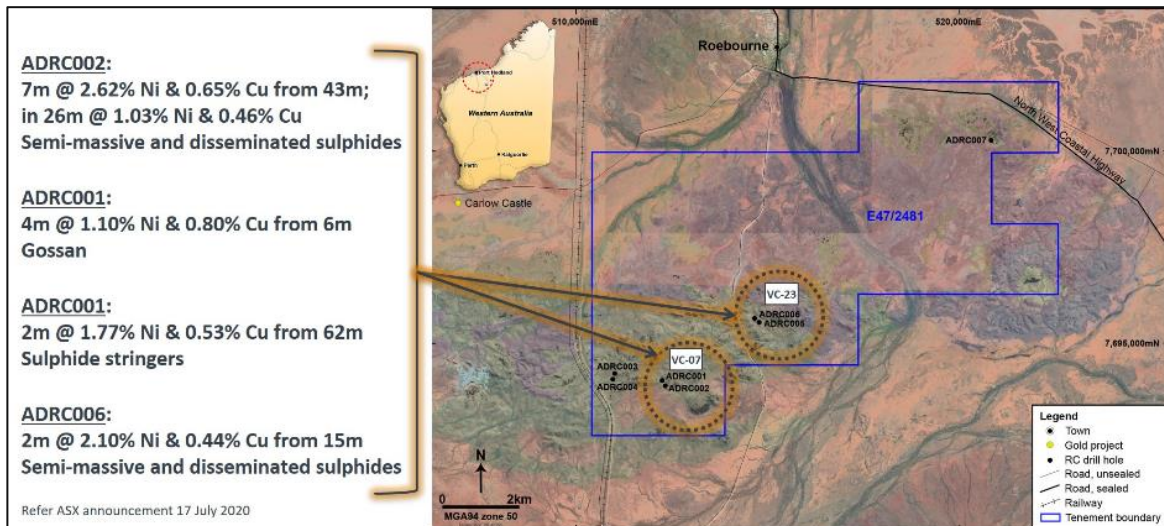 ADRC002:
7m @ 2.62% Ni & 0.65% Cu from 43m;
in 26m @ 1.03% Ni & 0.46% Cu
Semi-massive and disseminated sulphides
ADRC001:
4m @ 1.10% Ni & 0.80% Cu from 6m
Gossan
ADRC001:
2m @ 1.77% Ni & 0.53% Cu from 62m
Sulphide stringers
ADRC006:
2m @ 2.10% Ni & 0.44% Cu from 15m
Semi-massive and disseminated sulphides
Refer ASX announcement 17 July 2020
510,000mE
520,000mE
Roebourne
Port Hedland
Western Australia
Kalgoorlie
Perth
Carlow Castle
North West Coastal Highway
ADRC007
7,700,000mN
E47/2481
VC-23
ADRC006
ADRC005
7,695,000mN
VC-07
ADRC003
ADRC004
ADRC001
ADRC002
N
0 2km
MGA94 zone 50
Legend
Town
Gold project
RC drill hole
Road, unsealed
Road, sealed
Railway
Tenement boundary